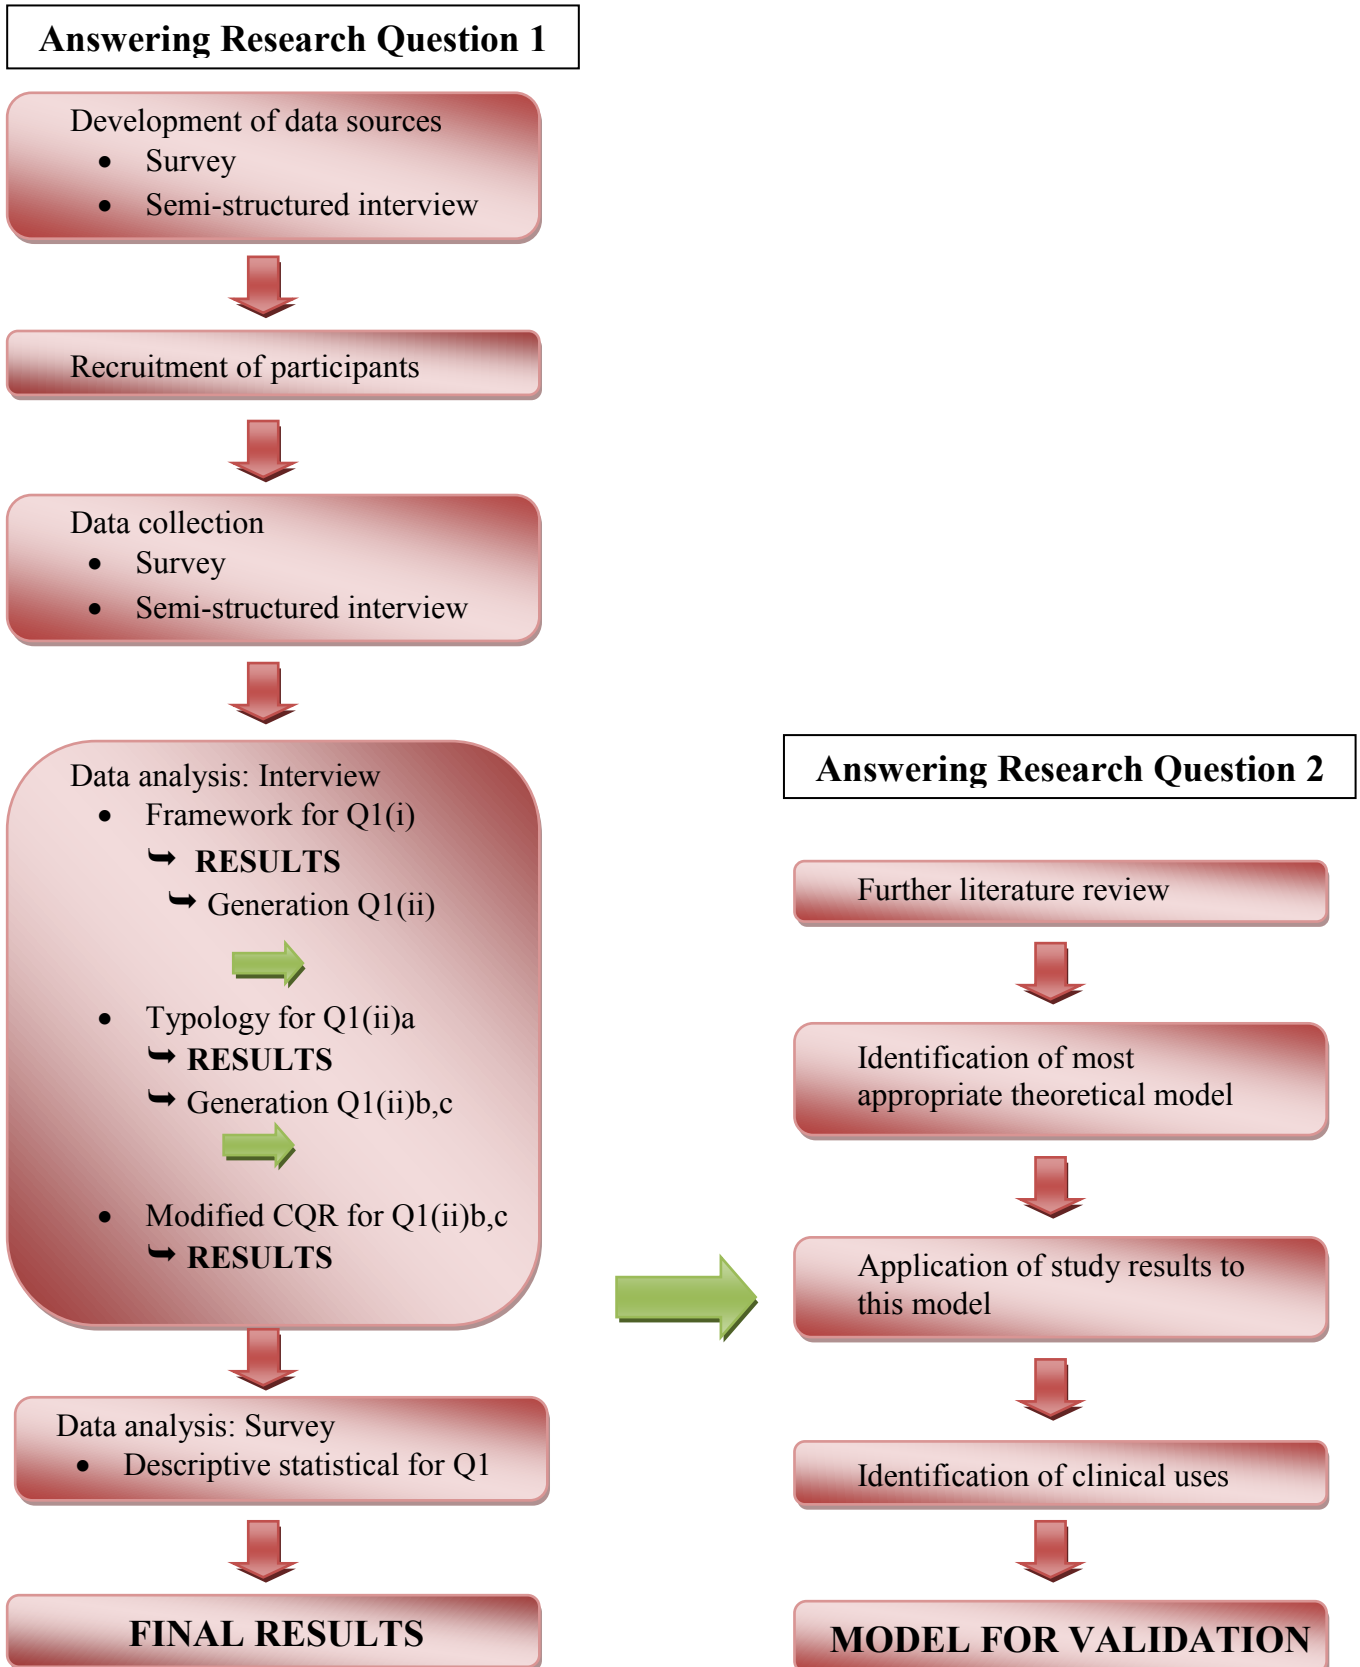 Answering Research Question 1
Development of data sources
• Survey
• Semi-structured interview
Recruitment of participants
Data collection
• Survey
• Semi-structured interview
Data analysis: Interview
• Framework for Q1(i)
RESULTS
Generation Q1(ii)
• Typology for Q1(ii)a
RESULTS
Generation Q1(ii)b,c
• Modified CQR for Q1(ii)b,c
RESULTS
Data analysis: Survey
• Descriptive statistical for Q1
FINAL RESULTS
Answering Research Question 2
Further literature review
Identification of most
appropriate theoretical model
Application of study results to
this model
Identification of clinical uses
MODEL FOR VALIDATION